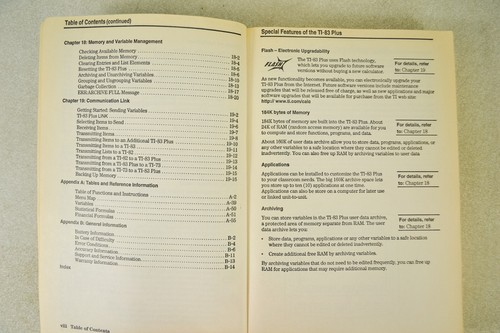 Table of Contents (continued)
Chapter 18: Memory and Variable Management
Checking Available Memory 18-2
Deleting Items from Memory
Clearing Entries and List Elements 18-4
Resetting the TI-83 Plus
Archiving and Unarchiving Variables
Grouping and Ungrouping Variables
Garbage Collection
ERR:ARCHIVE FULL Message
Chapter 19: Communication Link
Getting Started: Sending Variables
TI-83 Plus LINK
Selecting Items to Send
Receiving Items
Transmitting Items
Transmitting Items to an Additional TI-83 Plus
Transmitting Items to a TI-83
Transmitting Lists to a TI-82
Transmitting from a TI-82 to a TI-83 Plus
Transmitting from a TI-83 Plus to a TI-73
Transmitting from a TI-73 to a TI-83 Plus
Backing Up Memory
Appendix A: Tables and Reference Information
Table of Functions and Instructions A-2
Menu Map
Variables
Statistical Formulas
Financial Formulas
Appendix B: General Information
Battery Information B-2
In Case of Difficulty B-4
Error Conditions
Accuracy Information
Support and Service Information
Warranty Information
Index
viii Table of Contents
Special Features of the TI-83 Plus
Flash – Electronic Upgradability
FLASH
The TI-83 Plus uses Flash technology,
which lets you upgrade to future software
versions without buying a new calculator.
For details, refer
to: Chapter 19
As new functionality becomes available, you can electronically upgrade your
TI-83 Plus from the Internet. Future software versions include maintenance
upgrades that will be released free of charge, as well as new applications and major
software upgrades that will be available for purchase from the TI web site:
http://www.ti.com/calc
184K bytes of Memory
184K bytes of memory are built into the TI-83 Plus. About
24K of RAM (random access memory) are available for you
to compute and store functions, programs, and data.
For details, refer
to: Chapter 18
About 160K of user data archive allow you to store data, programs, applications, or
any other variables to a safe location where they cannot be edited or deleted
inadvertently. You can also free up RAM by archiving variables to user data.
Applications
Applications can be installed to customize the TI-83 Plus
to your classroom needs. The big 160K archive space lets
you store up to ten (10) applications at one time.
Applications can also be store on a computer for later use
or linked unit-to-unit.
For details, refer
to: Chapter 18
Archiving
You can store variables in the TI-83 Plus user data archive,
a protected area of memory separate from RAM. The user
data archive lets you:
For details, refer
to: Chapter 18
• Store data, programs, applications or any other variables to a safe location
where they cannot be edited or deleted inadvertently.
• Create additional free RAM by archiving variables.
By archiving variables that do not need to be edited frequently, you can free up
RAM for applications that may require additional memory.